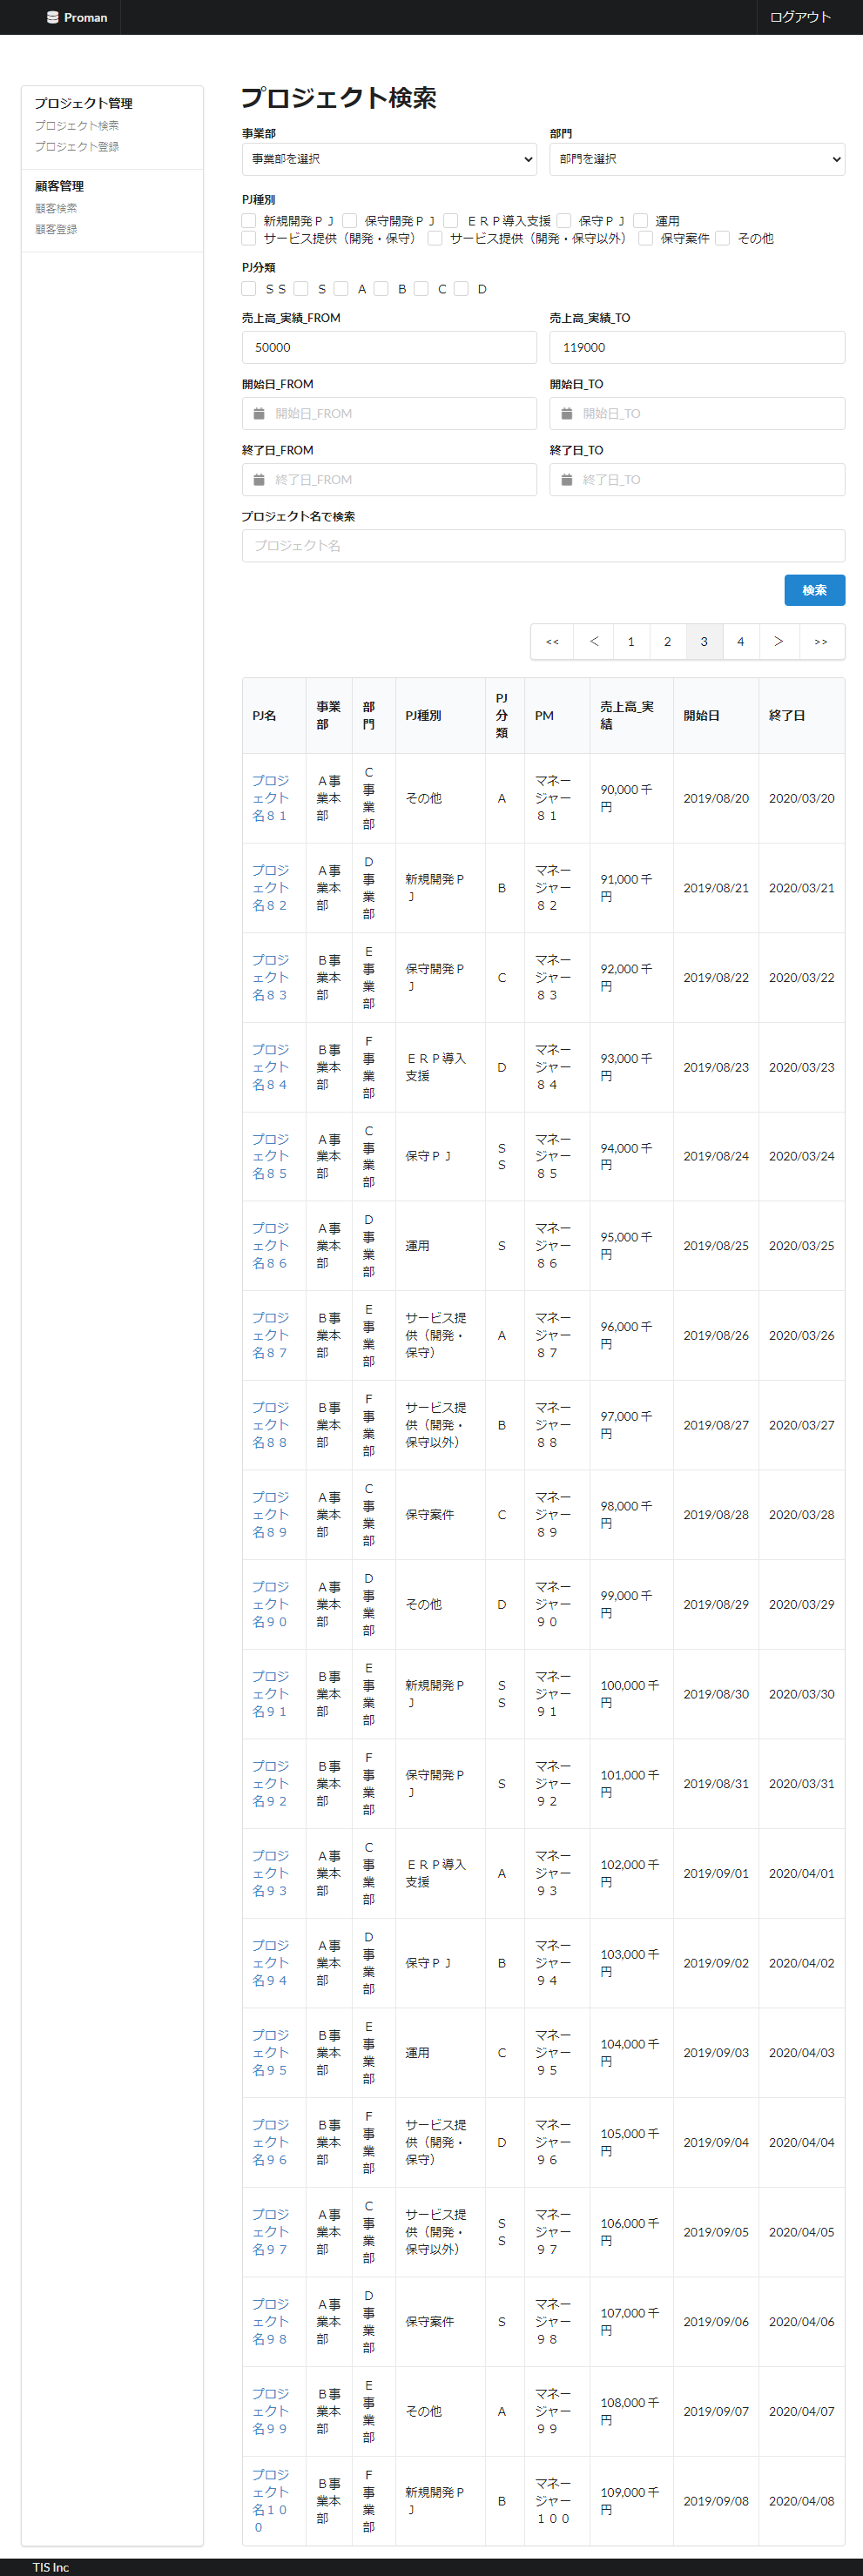 Proman
ログアウト
プロジェクト管理
プロジェクト検索
プロジェクト登録
顧客管理
顧客検索
顧客登録
プロジェクト検索
事業部 部門
事業部を選択 部門を選択
PJ種別
新規開発ＰＪ 保守開発ＰＪ ＥＲＰ導入支援 保守ＰＪ 運用
サービス提供（開発・保守） サービス提供（開発・保守以外） 保守案件 その他
PJ分類
ＳＳ Ｓ Ａ Ｂ Ｃ Ｄ
売上高_実績_FROM 売上高_実績_TO
50000 119000
開始日_FROM 開始日_TO
開始日_FROM 開始日_TO
終了日_FROM 終了日_TO
終了日_FROM 終了日_TO
プロジェクト名で検索
プロジェクト名
検索
<< < 1 2 3 4 > >>
PJ名 事業部 部門 PJ種別 PJ分類 PM 売上高_実績 開始日 終了日
プロジェクト名８１ Ａ事業本部 Ｃ事業部 その他 Ａ マネージャー８１ 90,000 千円 2019/08/20 2020/03/20
プロジェクト名８２ Ａ事業本部 Ｄ事業部 新規開発ＰＪ Ｂ マネージャー８２ 91,000 千円 2019/08/21 2020/03/21
プロジェクト名８３ Ｂ事業本部 Ｅ事業部 保守開発ＰＪ Ｃ マネージャー８３ 92,000 千円 2019/08/22 2020/03/22
プロジェクト名８４ Ｂ事業本部 Ｆ事業部 ＥＲＰ導入支援 Ｄ マネージャー８４ 93,000 千円 2019/08/23 2020/03/23
プロジェクト名８５ Ａ事業本部 Ｃ事業部 保守ＰＪ ＳＳ マネージャー８５ 94,000 千円 2019/08/24 2020/03/24
プロジェクト名８６ Ａ事業本部 Ｄ事業部 運用 Ｓ マネージャー８６ 95,000 千円 2019/08/25 2020/03/25
プロジェクト名８７ Ｂ事業本部 Ｅ事業部 サービス提供（開発・保守） Ａ マネージャー８７ 96,000 千円 2019/08/26 2020/03/26
プロジェクト名８８ Ｂ事業本部 Ｆ事業部 サービス提供（開発・保守以外） Ｂ マネージャー８８ 97,000 千円 2019/08/27 2020/03/27
プロジェクト名８９ Ａ事業本部 Ｃ事業部 保守案件 Ｃ マネージャー８９ 98,000 千円 2019/08/28 2020/03/28
プロジェクト名９０ Ａ事業本部 Ｄ事業部 その他 Ｄ マネージャー９０ 99,000 千円 2019/08/29 2020/03/29
プロジェクト名９１ Ｂ事業本部 Ｅ事業部 新規開発ＰＪ ＳＳ マネージャー９１ 100,000 千円 2019/08/30 2020/03/30
プロジェクト名９２ Ｂ事業本部 Ｆ事業部 保守開発ＰＪ Ｓ マネージャー９２ 101,000 千円 2019/08/31 2020/03/31
プロジェクト名９３ Ａ事業本部 Ｃ事業部 ＥＲＰ導入支援 Ａ マネージャー９３ 102,000 千円 2019/09/01 2020/04/01
プロジェクト名９４ Ａ事業本部 Ｄ事業部 保守ＰＪ Ｂ マネージャー９４ 103,000 千円 2019/09/02 2020/04/02
プロジェクト名９５ Ｂ事業本部 Ｅ事業部 運用 Ｃ マネージャー９５ 104,000 千円 2019/09/03 2020/04/03
プロジェクト名９６ Ｂ事業本部 Ｆ事業部 サービス提供（開発・保守） Ｄ マネージャー９６ 105,000 千円 2019/09/04 2020/04/04
プロジェクト名９７ Ａ事業本部 Ｃ事業部 サービス提供（開発・保守以外） ＳＳ マネージャー９７ 106,000 千円 2019/09/05 2020/04/05
プロジェクト名９８ Ａ事業本部 Ｄ事業部 保守案件 Ｓ マネージャー９８ 107,000 千円 2019/09/06 2020/04/06
プロジェクト名９９ Ｂ事業本部 Ｅ事業部 その他 Ａ マネージャー９９ 108,000 千円 2019/09/07 2020/04/07
プロジェクト名１００ Ｂ事業本部 Ｆ事業部 新規開発ＰＪ Ｂ マネージャー１００ 109,000 千円 2019/09/08 2020/04/08
TIS Inc